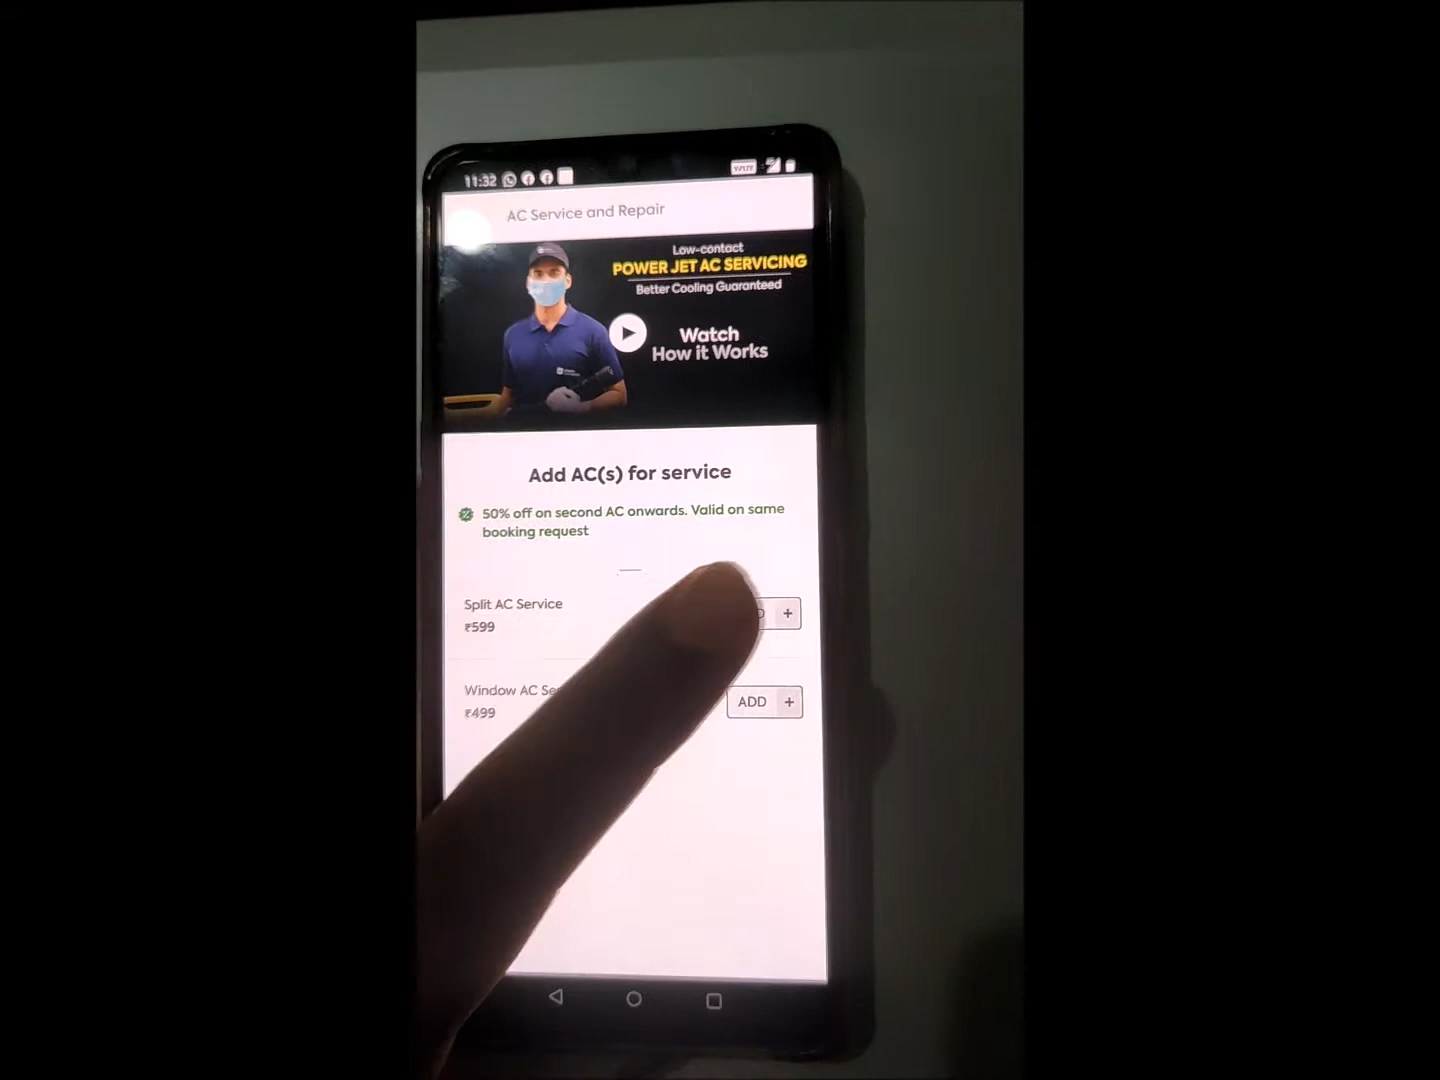 11:32
AC Service and Repair
Low-contact
POWER JET AC SERVICING
Better Cooling Guaranteed
Watch
How it Works
Add AC(s) for service
50% off on second AC onwards. Valid on same
booking request
Split AC Service
₹599
+
Window AC
₹499
ADD +